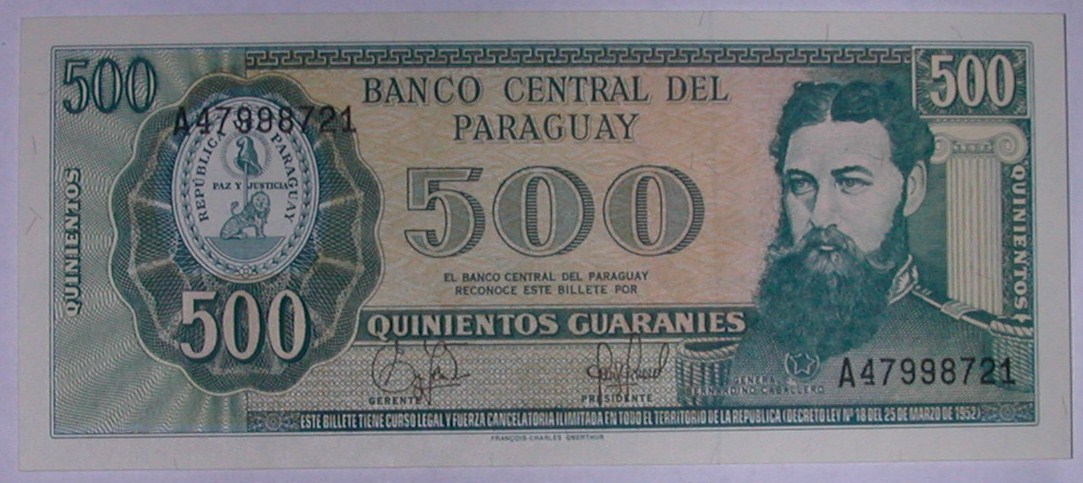 500
500
A47998721
BANCO CENTRAL DEL
PARAGUAY
REPUBLICA PARAGUAY
PAZ Y JUSTICIA
500
QUINIENTOS
QUINIENTOS
EL BANCO CENTRAL DEL PARAGUAY
RECONOCE ESTE BILLETE POR
500
QUINIENTOS GUARANIES
GERENTE
PRESIDENTE
GENERAL
BERNARDINO CABALLERO
A47998721
ESTE BILLETE TIENE CURSO LEGAL Y FUERZA CANCELATORIA ILIMITADA EN TODO EL TERRITORIO DE LA REPUBLICA (DECRETO LEY Nº 18 DEL 25 DE MARZO DE 1952)
FRANÇOIS-CHARLES OBERTHUR